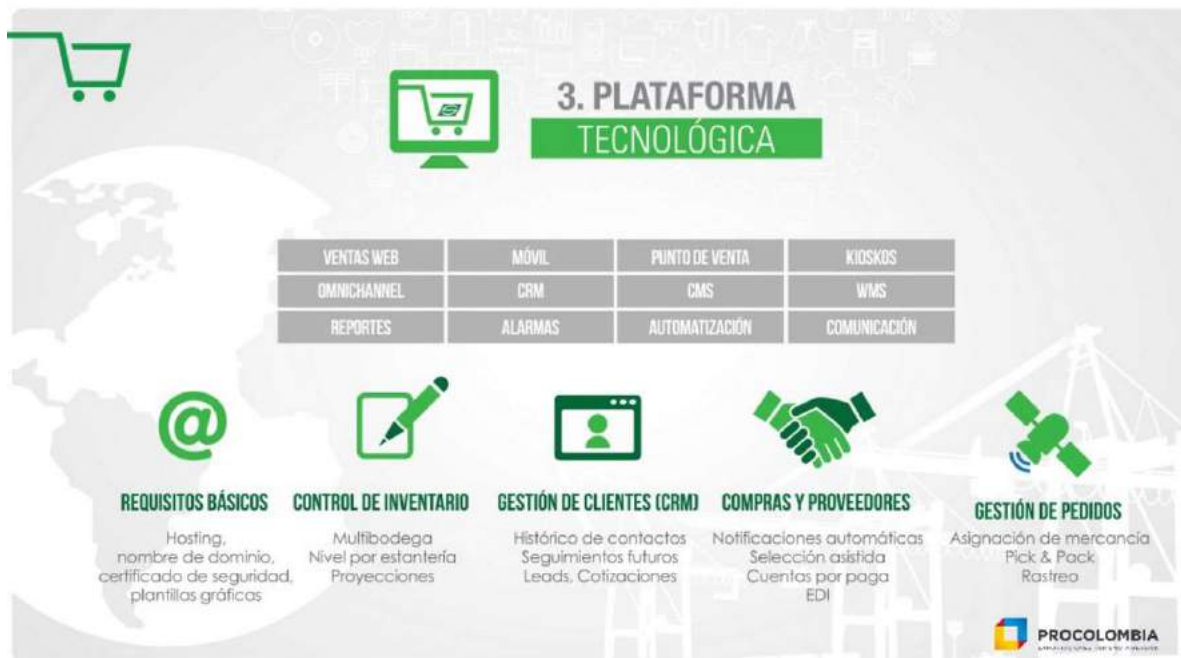 3. PLATAFORMA
TECNOLÓGICA
VENTAS WEB MÓVIL PUNTO DE VENTA KIOSKOS
OMNICHANNEL CRM CMS WMS
REPORTES ALARMAS AUTOMATIZACIÓN COMUNICACIÓN
@
REQUISITOS BÁSICOS
Hosting,
nombre de dominio,
certificado de seguridad,
plantillas gráficas
CONTROL DE INVENTARIO
Multibodega
Nivel por estantería
Proyecciones
GESTIÓN DE CLIENTES (CRM)
Histórico de contactos
Seguimientos futuros
Leads, Cotizaciones
COMPRAS Y PROVEEDORES
Notificaciones automáticas
Selección asistida
Cuentas por paga
EDI
GESTIÓN DE PEDIDOS
Asignación de mercancía
Pick & Pack
Rastreo
PROCOLOMBIA